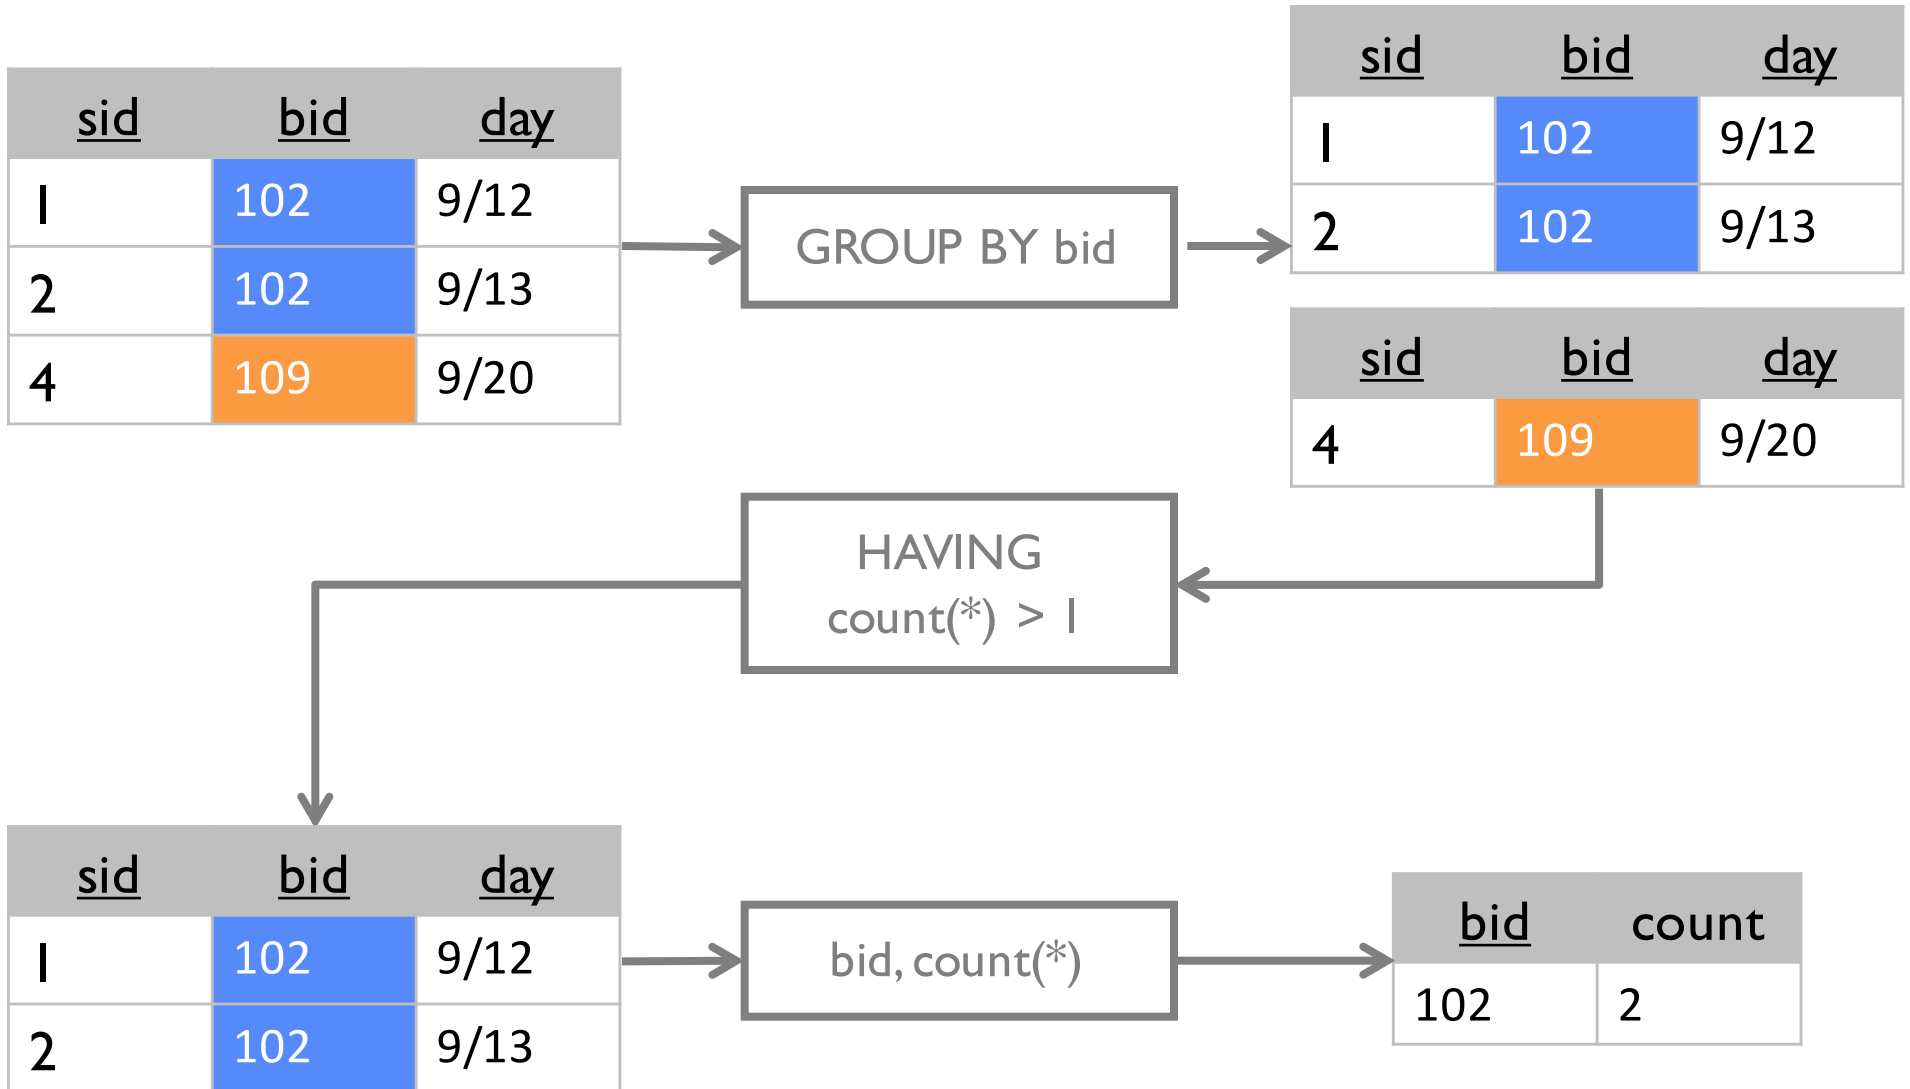 sid bid day
1 102 9/12
2 102 9/13
4 109 9/20
GROUP BY bid
sid bid day
1 102 9/12
2 102 9/13
sid bid day
4 109 9/20
HAVING
count(*) > 1
sid bid day
1 102 9/12
2 102 9/13
bid, count(*)
bid count
102 2